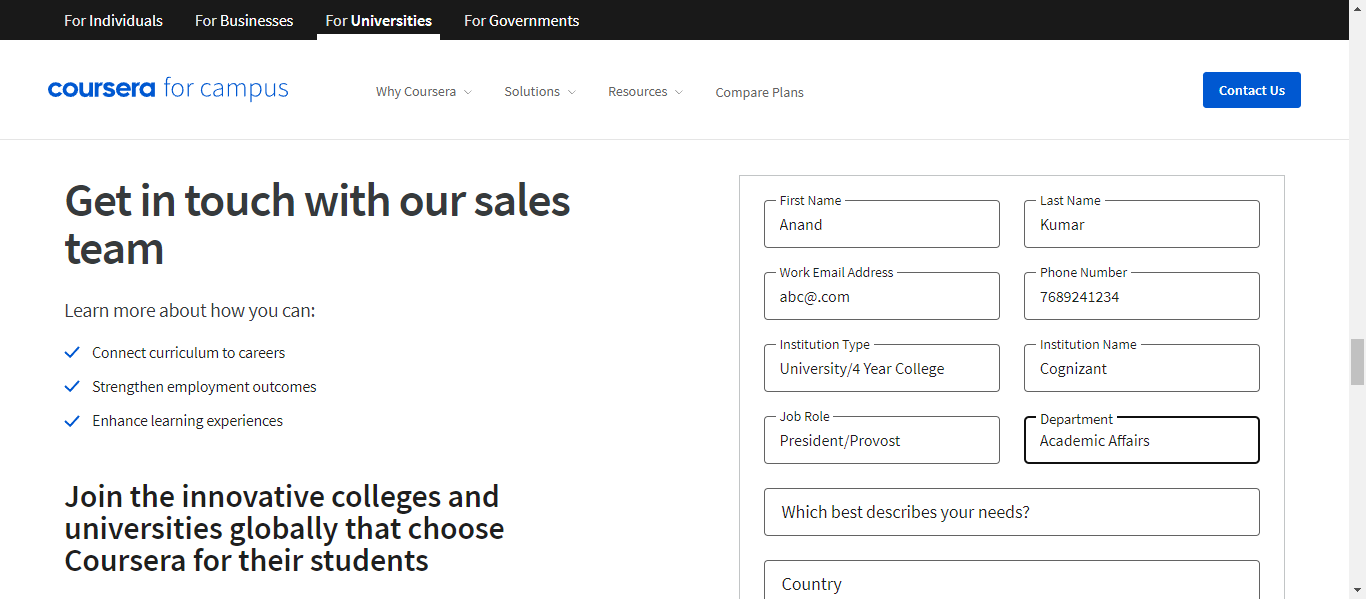 For Individuals For Businesses For Universities For Governments
coursera for campus Why Coursera Solutions Resources Compare Plans Contact Us
Get in touch with our sales
team
Learn more about how you can:
Connect curriculum to careers
Strengthen employment outcomes
Enhance learning experiences
Join the innovative colleges and
universities globally that choose
Coursera for their students
First Name Last Name
Anand Kumar
Work Email Address Phone Number
abc@.com 7689241234
Institution Type Institution Name
University/4 Year College Cognizant
Job Role Department
President/Provost Academic Affairs
Which best describes your needs?
Country